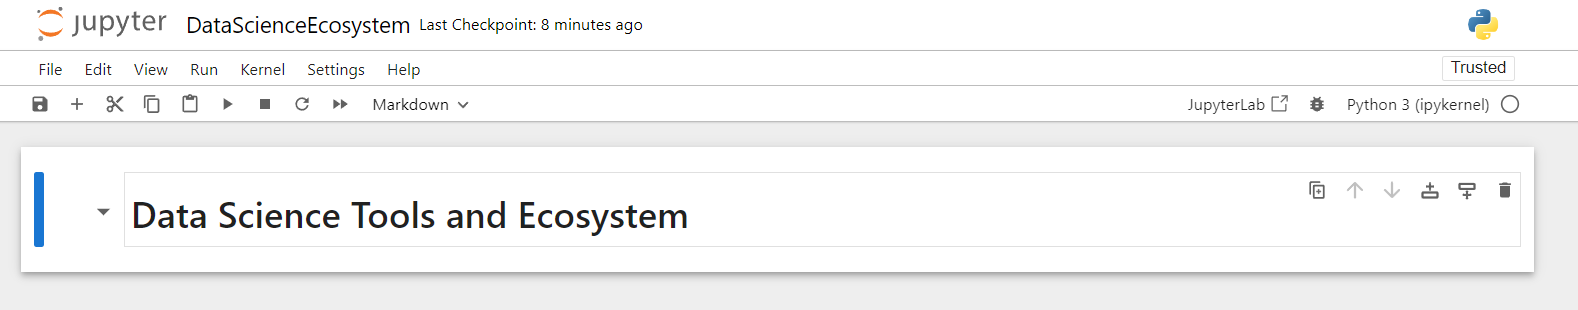 jupyter DataScienceEcosystem Last Checkpoint: 8 minutes ago
File Edit View Run Kernel Settings Help Trusted
Markdown JupyterLab Python 3 (ipykernel)
Data Science Tools and Ecosystem